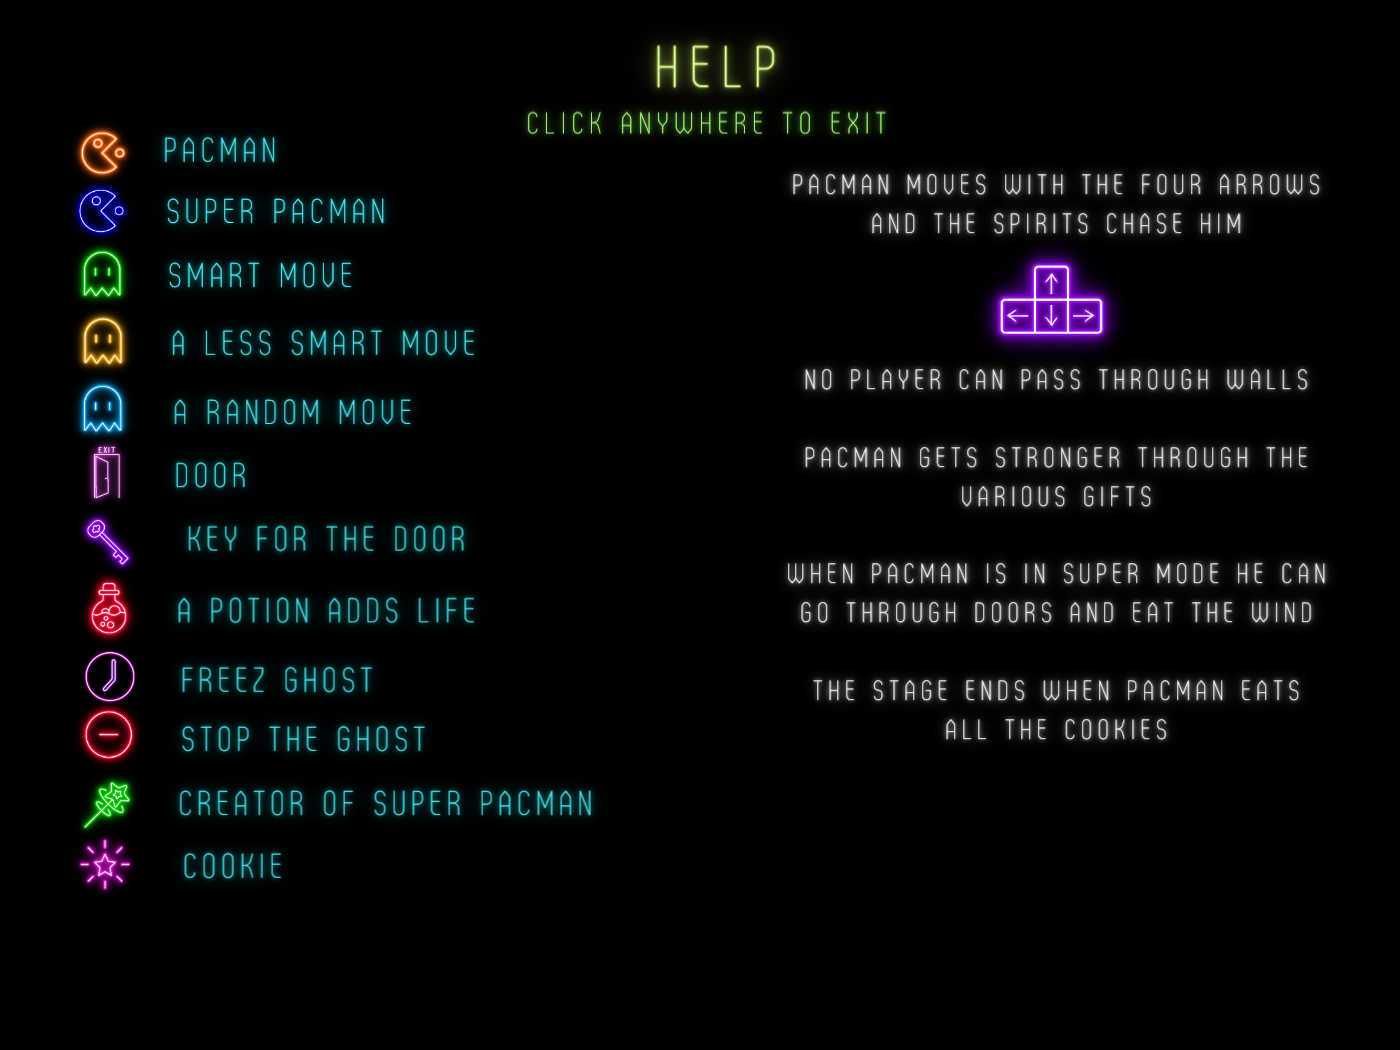 HELP
CLICK ANYWHERE TO EXIT
PACMAN
SUPER PACMAN
SMART MOVE
A LESS SMART MOVE
A RANDOM MOVE
EXIT
DOOR
KEY FOR THE DOOR
A POTION ADDS LIFE
FREEZ GHOST
STOP THE GHOST
CREATOR OF SUPER PACMAN
COOKIE
PACMAN MOVES WITH THE FOUR ARROWS
AND THE SPIRITS CHASE HIM
NO PLAYER CAN PASS THROUGH WALLS
PACMAN GETS STRONGER THROUGH THE
VARIOUS GIFTS
WHEN PACMAN IS IN SUPER MODE HE CAN
GO THROUGH DOORS AND EAT THE WIND
THE STAGE ENDS WHEN PACMAN EATS
ALL THE COOKIES